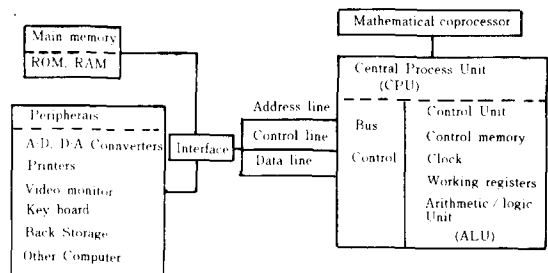 Mathematical coprocessor
Main memory
ROM, RAM
Central Process Unit
(CPU)
Peripherais
A·D, D·A Connverters
Printers
Video monitor
Key board
Back Storage
Other Computer
Interface
Address line
Control line
Data line
Bus
Control
Control Unit
Control memory
Clock
Working registers
Arithmetic / logic
Unit
(ALU)